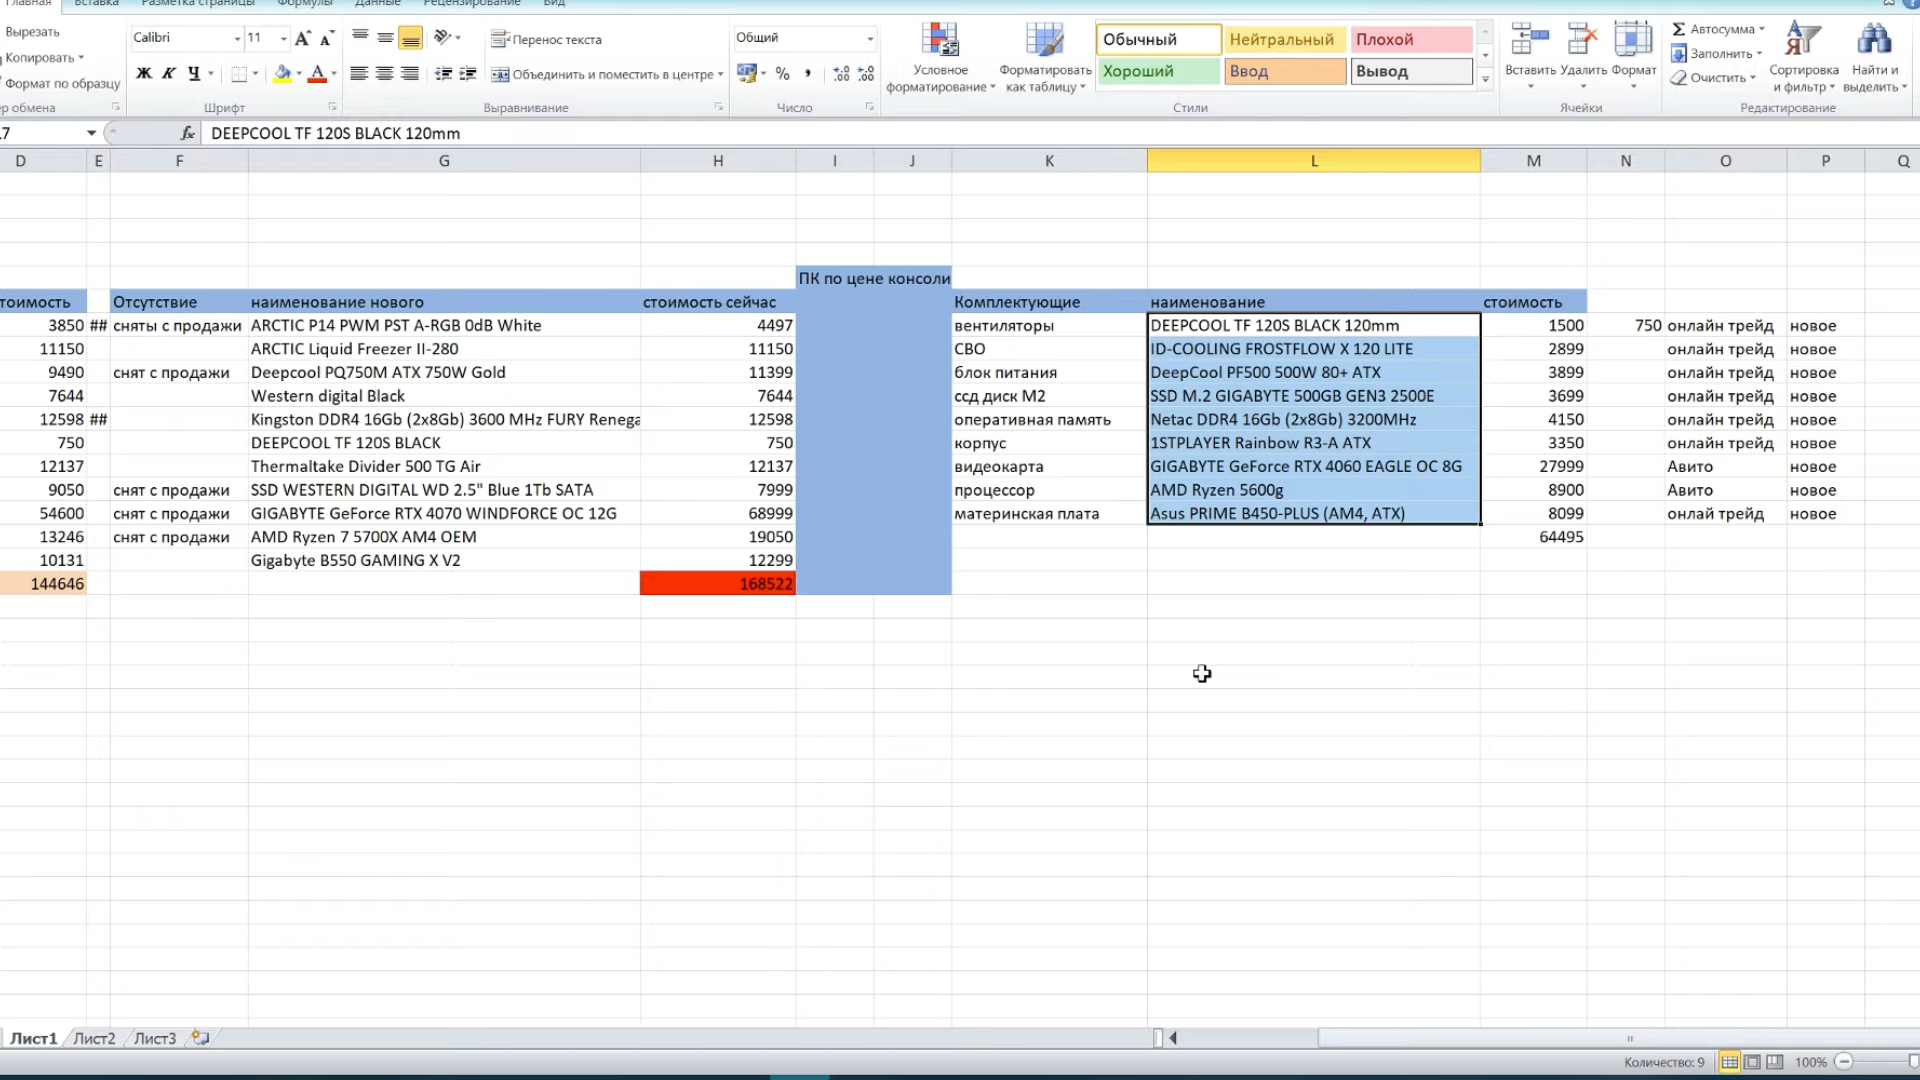 Главная Вставка Разметка страницы Формулы Данные Рецензирование Вид
Вырезать
Копировать
Формат по образцу
Calibri 11
Ж К Ч
Перенос текста
Объединить и поместить в центре
Общий
%
Условное форматирование
Форматировать как таблицу
Обычный Нейтральный Плохой
Хороший Ввод Вывод
Вставить Удалить Формат
Σ Автосумма
Заполнить
Очистить
Сортировка и фильтр
Найти и выделить
Шрифт Выравнивание Число Стили Ячейки Редактирование
fx DEEPCOOL TF 120S BLACK 120mm
D E F G H I J K L M N O P Q
ПК по цене консоли
Отсутствие наименование нового стоимость сейчас Комплектующие наименование стоимость
3850 ## сняты с продажи ARCTIC P14 PWM PST A-RGB 0dB White 4497 вентиляторы DEEPCOOL TF 120S BLACK 120mm 1500 750 онлайн трейд новое
11150 ARCTIC Liquid Freezer II-280 11150 СВО ID-COOLING FROSTFLOW X 120 LITE 2899 онлайн трейд новое
9490 снят с продажи Deepcool PQ750M ATX 750W Gold 11399 блок питания DeepCool PF500 500W 80+ ATX 3899 онлайн трейд новое
7644 Western digital Black 7644 ссд диск М2 SSD M.2 GIGABYTE 500GB GEN3 2500E 3699 онлайн трейд новое
12598 ## Kingston DDR4 16Gb (2x8Gb) 3600 MHz FURY Renega 12598 оперативная память Netac DDR4 16Gb (2x8Gb) 3200MHz 4150 онлайн трейд новое
750 DEEPCOOL TF 120S BLACK 750 корпус 1STPLAYER Rainbow R3-A ATX 3350 онлайн трейд новое
12137 Thermaltake Divider 500 TG Air 12137 видеокарта GIGABYTE GeForce RTX 4060 EAGLE OC 8G 27999 Авито новое
9050 снят с продажи SSD WESTERN DIGITAL WD 2.5" Blue 1Tb SATA 7999 процессор AMD Ryzen 5600g 8900 Авито новое
54600 снят с продажи GIGABYTE GeForce RTX 4070 WINDFORCE OC 12G 68999 материнская плата Asus PRIME B450-PLUS (AM4, ATX) 8099 онлай трейд новое
13246 снят с продажи AMD Ryzen 7 5700X AM4 OEM 19050 64495
10131 Gigabyte B550 GAMING X V2 12299
144646 168522
Лист1 Лист2 Лист3
Количество: 9 100%